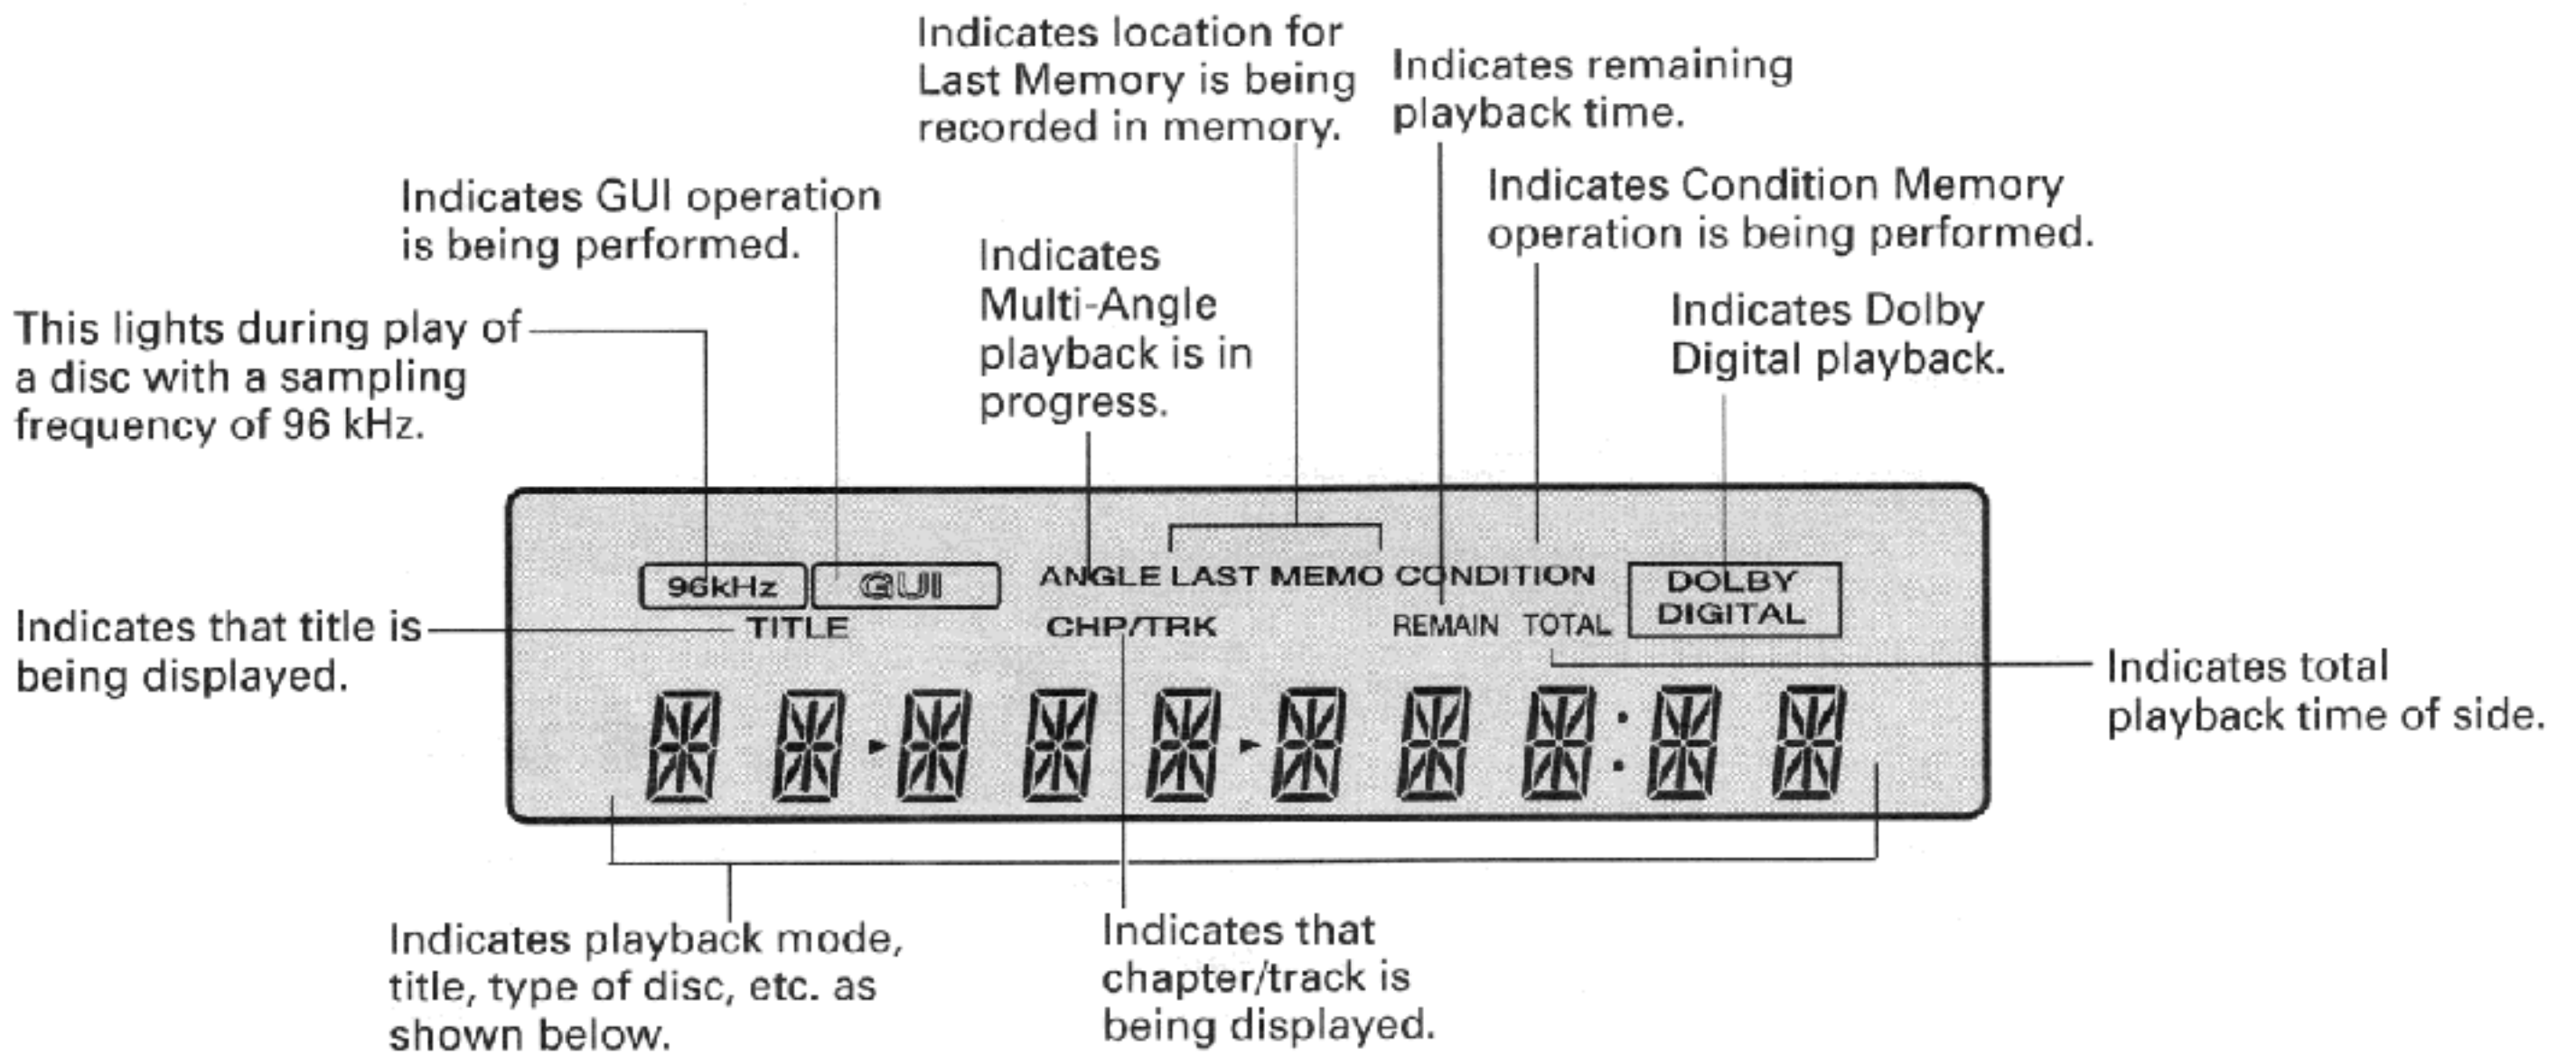 Indicates location for
Last Memory is being
recorded in memory.
Indicates remaining
playback time.
Indicates GUI operation
is being performed.
Indicates Condition Memory
operation is being performed.
Indicates
Multi-Angle
playback is in
progress.
Indicates Dolby
Digital playback.
This lights during play of
a disc with a sampling
frequency of 96 kHz.
96kHz GUI ANGLE LAST MEMO CONDITION DOLBY
DIGITAL
TITLE CHP/TRK REMAIN TOTAL
Indicates that title is
being displayed.
Indicates total
playback time of side.
Indicates playback mode,
title, type of disc, etc. as
shown below.
Indicates that
chapter/track is
being displayed.